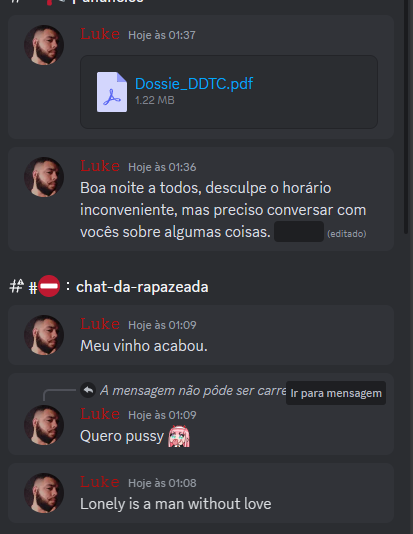 Luke Hoje às 01:37
Dossie_DDTC.pdf
1.22 MB
Luke Hoje às 01:36
Boa noite a todos, desculpe o horário
inconveniente, mas preciso conversar com
vocês sobre algumas coisas. (editado)
# : chat-da-rapazeada
Luke Hoje às 01:09
Meu vinho acabou.
A mensagem não pôde ser carre
Ir para mensagem
Luke Hoje às 01:09
Quero pussy
Luke Hoje às 01:08
Lonely is a man without love